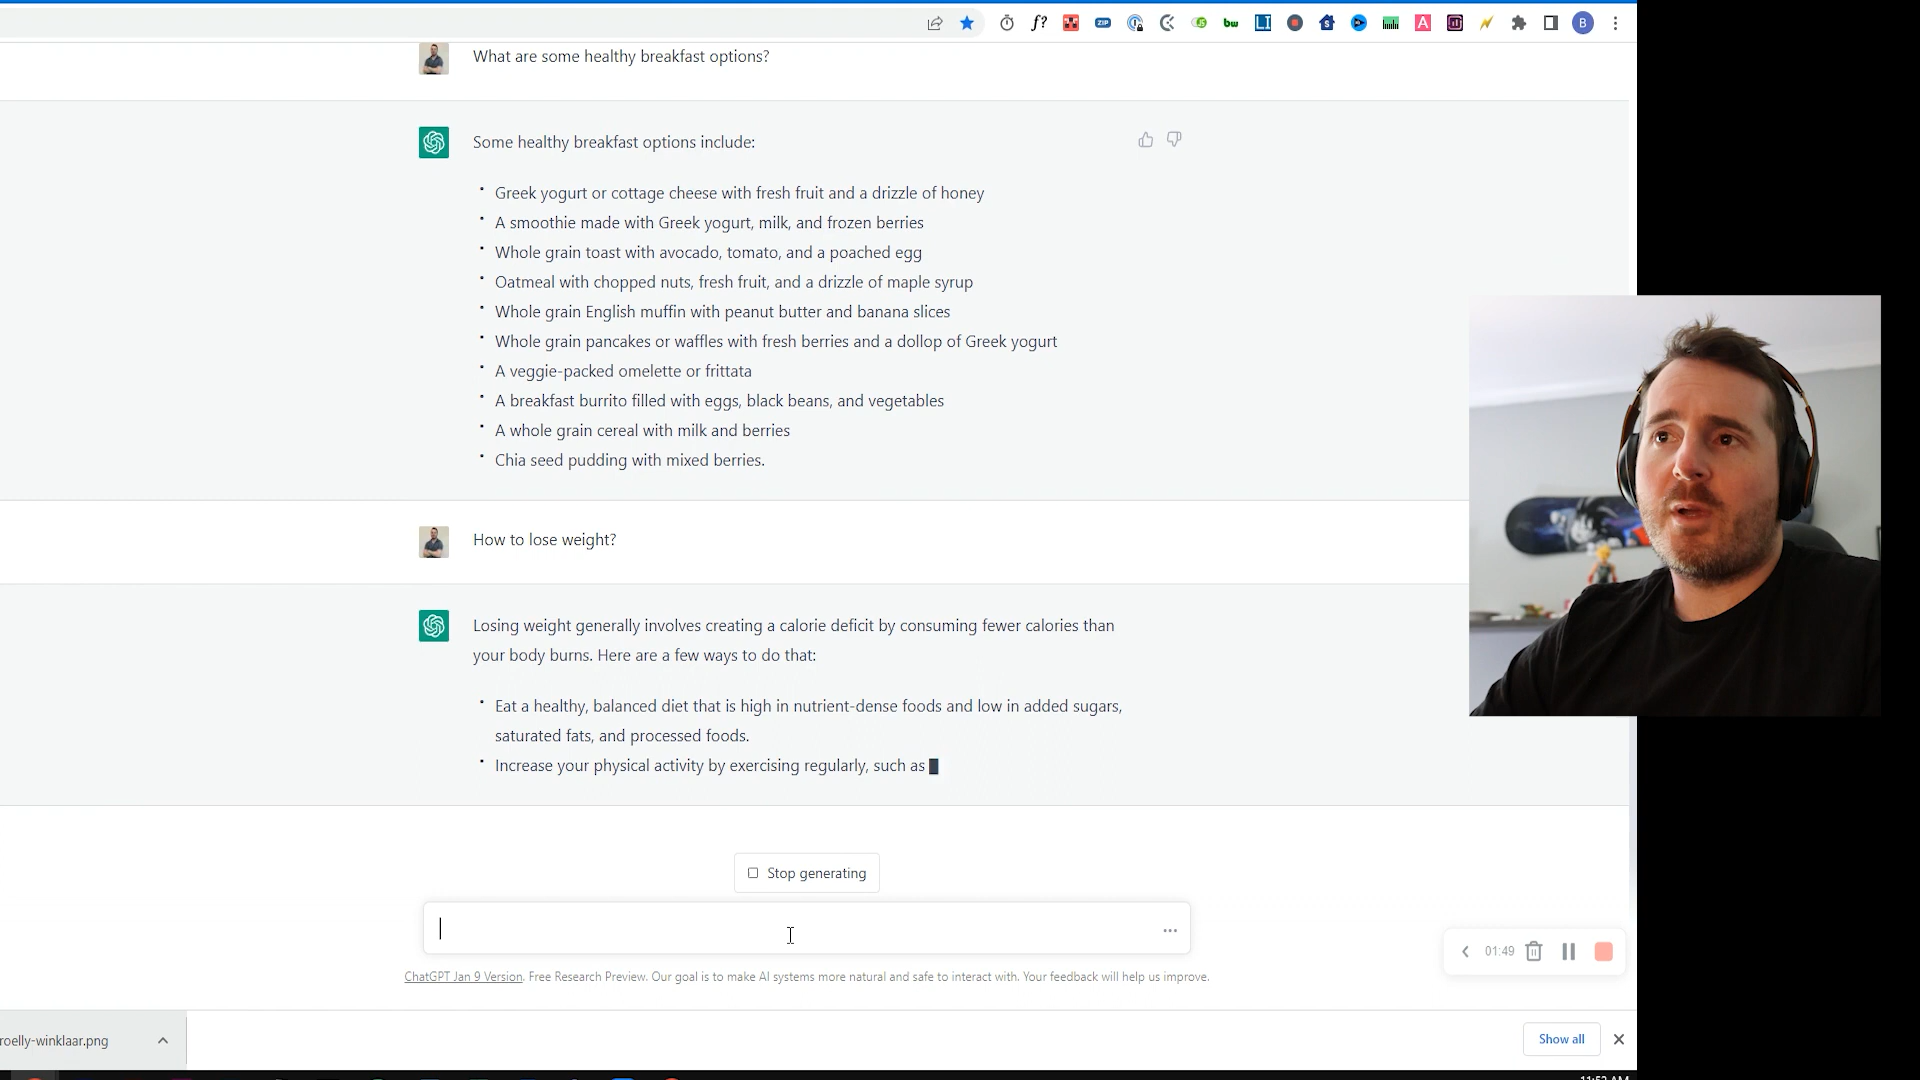 f?
ZIP
bw
LI
A
B
What are some healthy breakfast options?
Some healthy breakfast options include:
• Greek yogurt or cottage cheese with fresh fruit and a drizzle of honey
• A smoothie made with Greek yogurt, milk, and frozen berries
• Whole grain toast with avocado, tomato, and a poached egg
• Oatmeal with chopped nuts, fresh fruit, and a drizzle of maple syrup
• Whole grain English muffin with peanut butter and banana slices
• Whole grain pancakes or waffles with fresh berries and a dollop of Greek yogurt
• A veggie-packed omelette or frittata
• A breakfast burrito filled with eggs, black beans, and vegetables
• A whole grain cereal with milk and berries
• Chia seed pudding with mixed berries.
How to lose weight?
Losing weight generally involves creating a calorie deficit by consuming fewer calories than
your body burns. Here are a few ways to do that:
• Eat a healthy, balanced diet that is high in nutrient-dense foods and low in added sugars,
saturated fats, and processed foods.
• Increase your physical activity by exercising regularly, such as
Stop generating
ChatGPT Jan 9 Version. Free Research Preview. Our goal is to make AI systems more natural and safe to interact with. Your feedback will help us improve.
01:49
roelly-winklaar.png
Show all